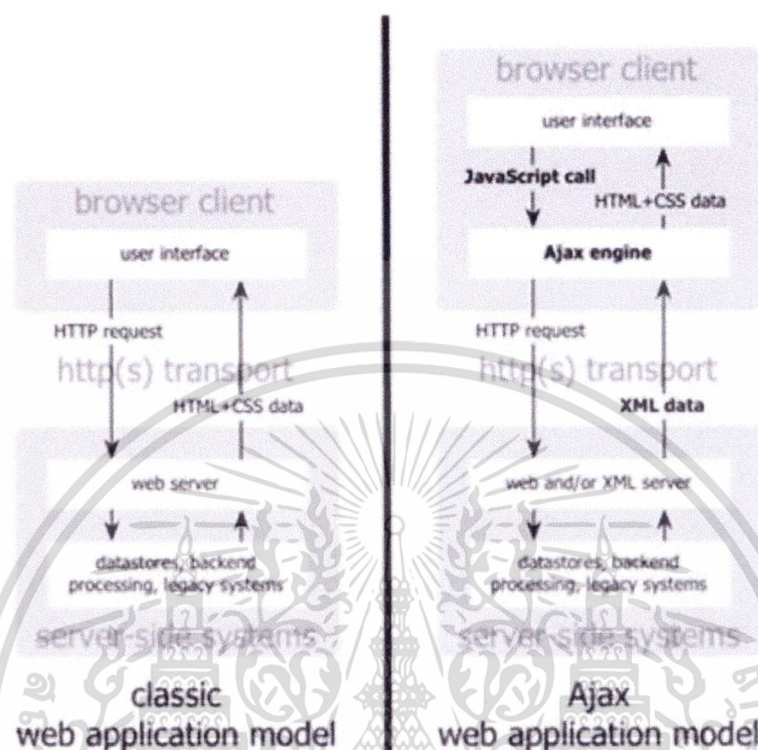 browser client
user interface
HTTP request
http(s) transport
HTML+CSS data
web server
datastores, backend
processing, legacy systems
server-side systems
classic
web application model
browser client
user interface
JavaScript call
HTML+CSS data
Ajax engine
HTTP request
http(s) transport
XML data
web and/or XML server
datastores, backend
processing, legacy systems
server-side systems
Ajax
web application model